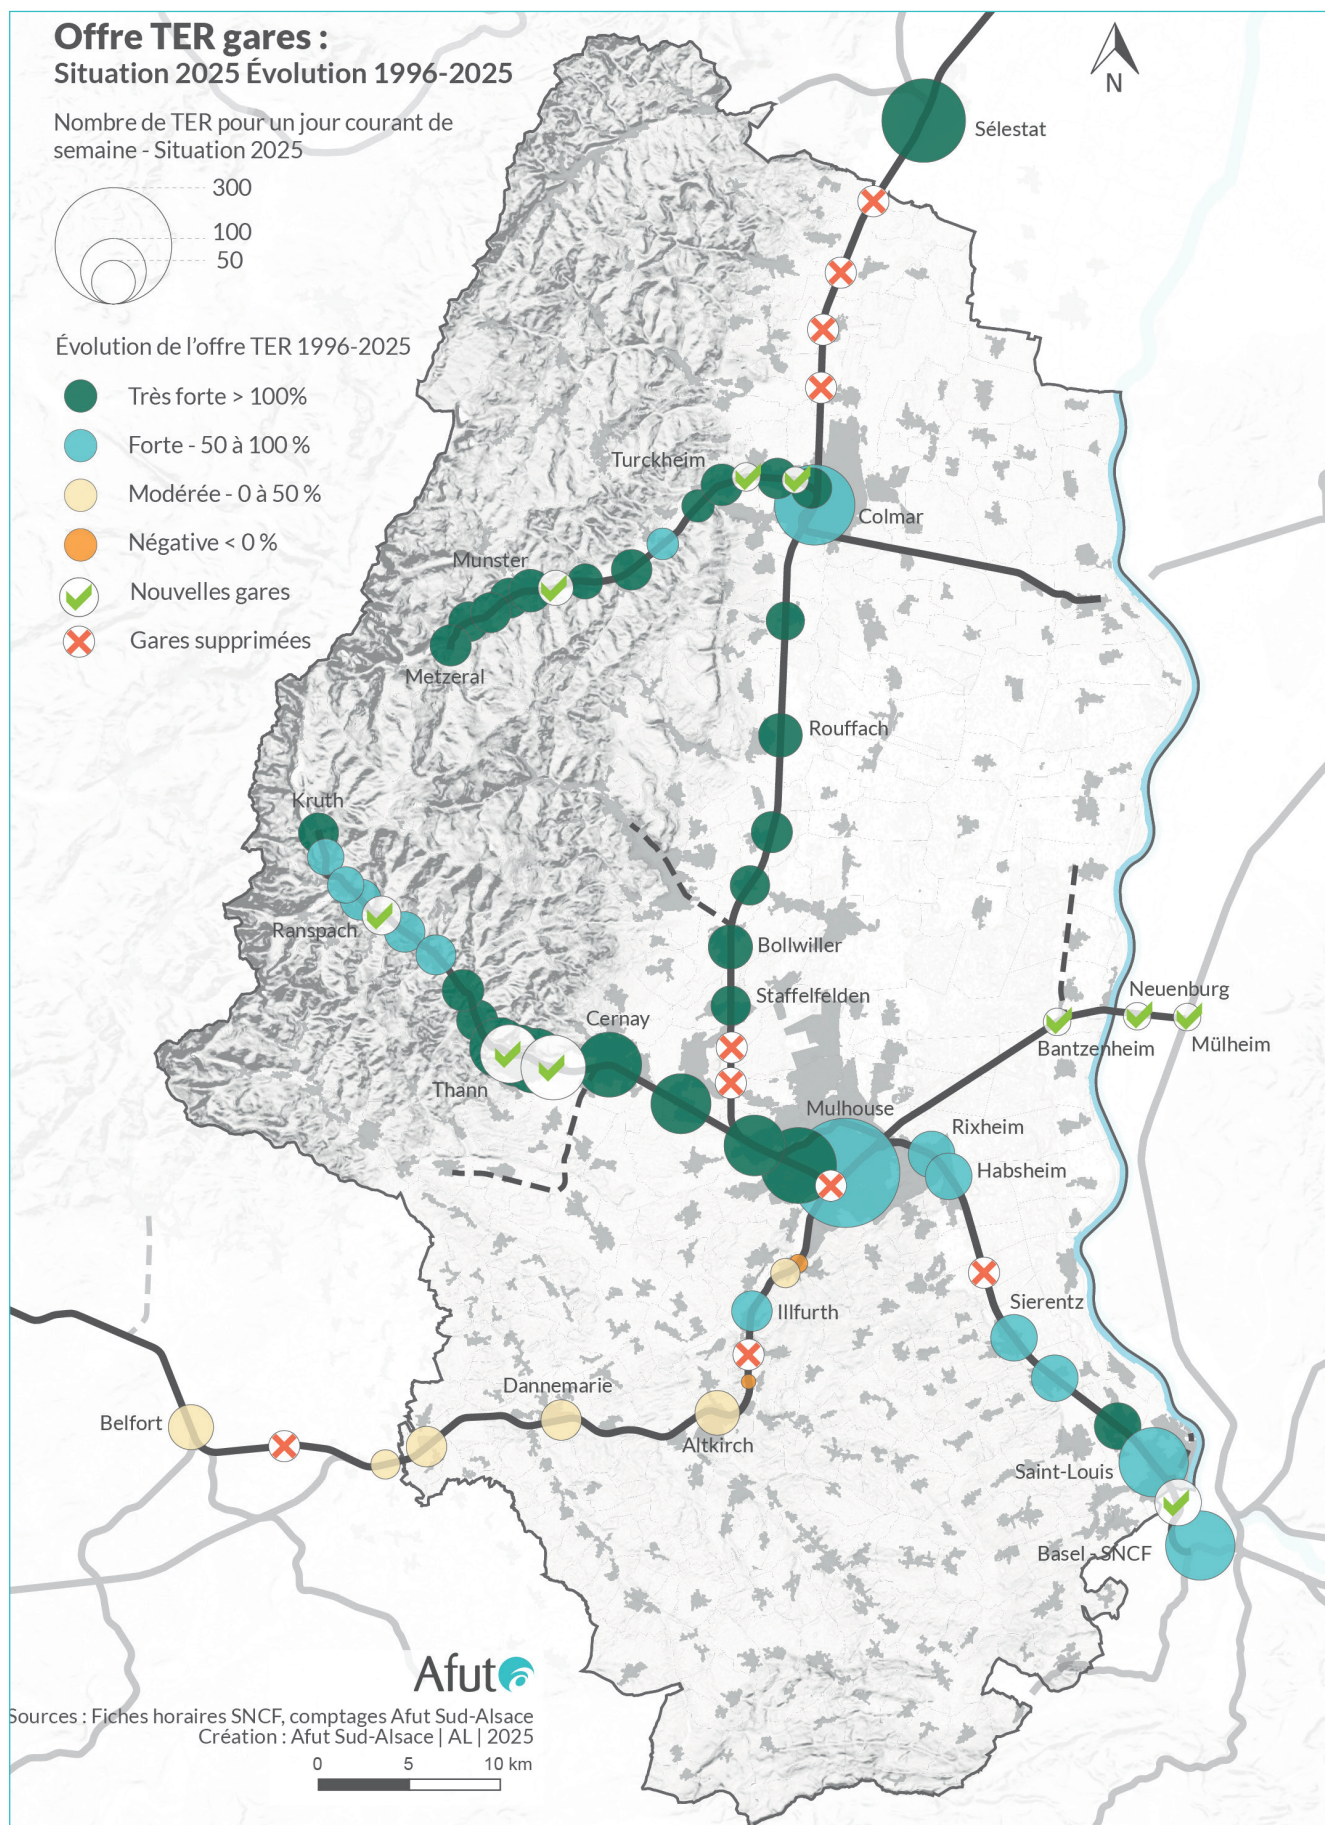 Offre TER gares :
Situation 2025 Évolution 1996-2025
Nombre de TER pour un jour courant de
semaine - Situation 2025
300
100
50
Évolution de l'offre TER 1996-2025
Très forte > 100%
Forte - 50 à 100 %
Modérée - 0 à 50 %
Négative < 0 %
Nouvelles gares
Gares supprimées
N
Sélestat
Turckheim
Colmar
Munster
Metzeral
Rouffach
Kruth
Ranspach
Bollwiller
Staffelfelden
Cernay
Thann
Neuenburg
Bantzenheim
Mülheim
Mulhouse
Rixheim
Habsheim
Sierentz
Illfurth
Dannemarie
Altkirch
Belfort
Saint-Louis
Basel - SNCF
Afut
Sources : Fiches horaires SNCF, comptages Afut Sud-Alsace
Création : Afut Sud-Alsace | AL | 2025
0 5 10 km